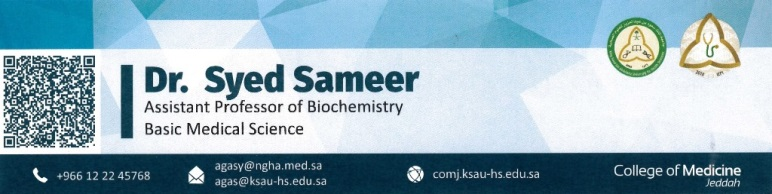 Dr. Syed Sameer
Assistant Professor of Biochemistry
Basic Medical Science
+966 12 22 45768
agasy@ngha.med.sa
agas@ksau-hs.edu.sa
comj.ksau-hs.edu.sa
College of Medicine
Jeddah